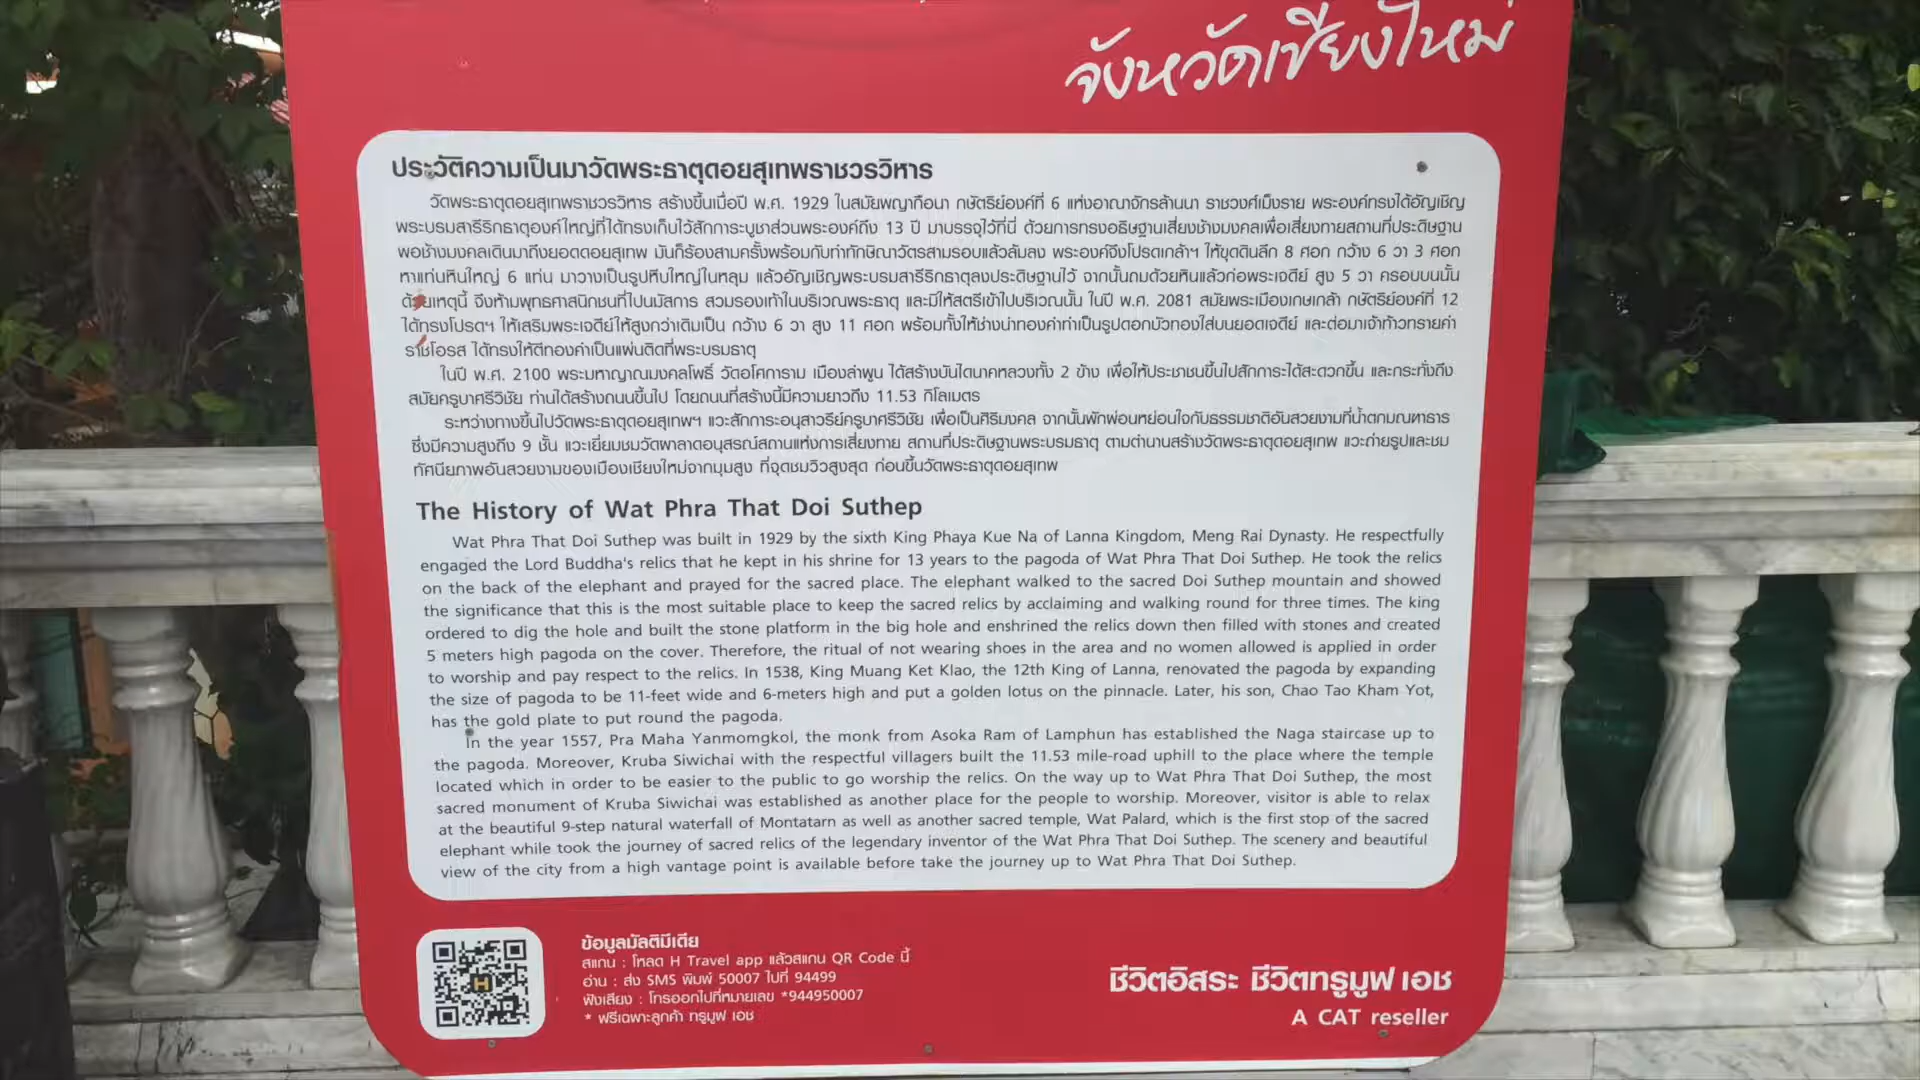 จังหวัดเชียงใหม่
ประวัติความเป็นมาวัดพระธาตุดอยสุเทพราชวรวิหาร
วัดพระธาตุดอยสุเทพราชวรวิหาร สร้างขึ้นเมื่อปี พ.ศ. 1929 ในสมัยพญากือนา กษัตริย์องค์ที่ 6 แห่งอาณาจักรล้านนา ราชวงศ์เม็งราย พระองค์ทรงได้อัญเชิญ
พระบรมสารีริกธาตุองค์ใหญ่ที่ได้ทรงเก็บไว้สักการะบูชาส่วนพระองค์ถึง 13 ปี มาบรรจุไว้ที่นี่ ด้วยการทรงอธิษฐานเสี่ยงช้างมงคลเพื่อเสี่ยงทายสถานที่ประดิษฐาน
พอช้างมงคลเดินมาถึงยอดดอยสุเทพ มันก็ร้องสามครั้งพร้อมกับทำทักษิณาวัตรสามรอบแล้วล้มลง พระองค์จึงโปรดเกล้าฯ ให้ขุดดินลึก 8 ศอก กว้าง 6 วา 3 ศอก
หาแท่นหินใหญ่ 6 แท่น มาวางเป็นรูปหีบใหญ่ในหลุม แล้วอัญเชิญพระบรมสารีริกธาตุลงประดิษฐานไว้ จากนั้นถมด้วยหินแล้วก่อพระเจดีย์ สูง 5 วา ครอบบนนั้น
ด้วยเหตุนี้ จึงห้ามพุทธศาสนิกชนที่ไปนมัสการ สวมรองเท้าในบริเวณพระธาตุ และมิให้สตรีเข้าไปบริเวณนั้น ในปี พ.ศ. 2081 สมัยพระเมืองเกษเกล้า กษัตริย์องค์ที่ 12
ได้ทรงโปรดฯ ให้เสริมพระเจดีย์ให้สูงกว่าเดิมเป็น กว้าง 6 วา สูง 11 ศอก พร้อมทั้งให้ช่างนำทองคำทำเป็นรูปดอกบัวทองใส่บนยอดเจดีย์ และต่อมาเจ้าท้าวทรายคำ
ราชโอรส ได้ทรงให้ตีทองคำเป็นแผ่นติดที่พระบรมธาตุ
ในปี พ.ศ. 2100 พระมหาญาณมงคลโพธิ์ วัดอโศการาม เมืองลำพูน ได้สร้างบันไดนาคหลวงทั้ง 2 ข้าง เพื่อให้ประชาชนขึ้นไปสักการะได้สะดวกขึ้น และกระทั่งถึง
สมัยครูบาศรีวิชัย ท่านได้สร้างถนนขึ้นไป โดยถนนที่สร้างนี้มีความยาวถึง 11.53 กิโลเมตร
ระหว่างทางขึ้นไปวัดพระธาตุดอยสุเทพฯ แวะสักการะอนุสาวรีย์ครูบาศรีวิชัย เพื่อเป็นศิริมงคล จากนั้นพักผ่อนหย่อนใจกับธรรมชาติอันสวยงามที่น้ำตกมณฑาธาร
ซึ่งมีความสูงถึง 9 ชั้น แวะเยี่ยมชมวัดผาลาดอนุสรณ์สถานแห่งการเสี่ยงทาย สถานที่ประดิษฐานพระบรมธาตุ ตามตำนานสร้างวัดพระธาตุดอยสุเทพ แวะถ่ายรูปและชม
ทัศนียภาพอันสวยงามของเมืองเชียงใหม่จากมุมสูง ที่จุดชมวิวสูงสุด ก่อนขึ้นวัดพระธาตุดอยสุเทพ
The History of Wat Phra That Doi Suthep
Wat Phra That Doi Suthep was built in 1929 by the sixth King Phaya Kue Na of Lanna Kingdom, Meng Rai Dynasty. He respectfully
engaged the Lord Buddha's relics that he kept in his shrine for 13 years to the pagoda of Wat Phra That Doi Suthep. He took the relics
on the back of the elephant and prayed for the sacred place. The elephant walked to the sacred Doi Suthep mountain and showed
the significance that this is the most suitable place to keep the sacred relics by acclaiming and walking round for three times. The king
ordered to dig the hole and built the stone platform in the big hole and enshrined the relics down then filled with stones and created
5 meters high pagoda on the cover. Therefore, the ritual of not wearing shoes in the area and no women allowed is applied in order
to worship and pay respect to the relics. In 1538, King Muang Ket Klao, the 12th King of Lanna, renovated the pagoda by expanding
the size of pagoda to be 11-feet wide and 6-meters high and put a golden lotus on the pinnacle. Later, his son, Chao Tao Kham Yot,
has the gold plate to put round the pagoda.
In the year 1557, Pra Maha Yanmomgkol, the monk from Asoka Ram of Lamphun has established the Naga staircase up to
the pagoda. Moreover, Kruba Siwichai with the respectful villagers built the 11.53 mile-road uphill to the place where the temple
located which in order to be easier to the public to go worship the relics. On the way up to Wat Phra That Doi Suthep, the most
sacred monument of Kruba Siwichai was established as another place for the people to worship. Moreover, visitor is able to relax
at the beautiful 9-step natural waterfall of Montatarn as well as another sacred temple, Wat Palard, which is the first stop of the sacred
elephant while took the journey of sacred relics of the legendary inventor of the Wat Phra That Doi Suthep. The scenery and beautiful
view of the city from a high vantage point is available before take the journey up to Wat Phra That Doi Suthep.
ข้อมูลมัลติมีเดีย
สแกน : โหลด H Travel app แล้วสแกน QR Code นี้
อ่าน : ส่ง SMS พิมพ์ 50007 ไปที่ 94499
ฟังเสียง : โทรออกไปที่หมายเลข *944950007
* ฟรีเฉพาะลูกค้า ทรูมูฟ เอช
H
ชีวิตอิสระ ชีวิตทรูมูฟ เอช
A CAT reseller